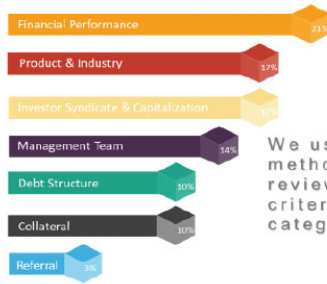 Financial Performance
21%
Product & Industry
17%
Investor Syndicate & Capitalization
Management Team
14%
We us
metho
review
criter
categ
Debt Structure
10%
Collateral
10%
Referral
3%